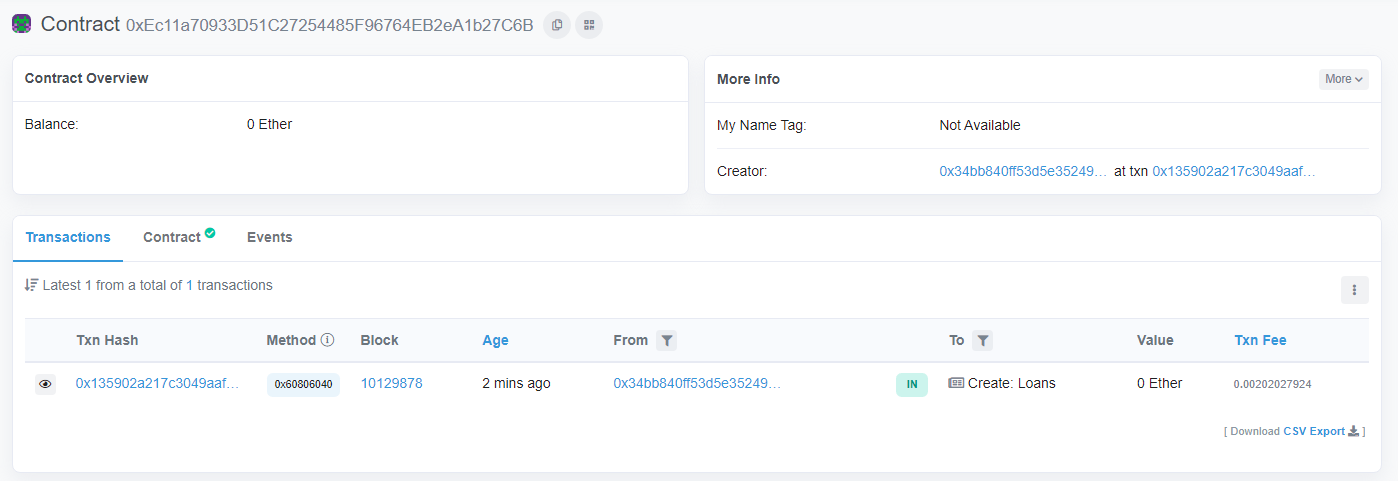 Contract 0xEc11a70933D51C27254485F96764EB2eA1b27C6B
Contract Overview
Balance: 0 Ether
More Info More
My Name Tag: Not Available
Creator: 0x34bb840ff53d5e35249... at txn 0x135902a217c3049aaf...
Transactions Contract Events
Latest 1 from a total of 1 transactions
Txn Hash Method Block Age From To Value Txn Fee
0x135902a217c3049aaf... 0x60806040 10129878 2 mins ago 0x34bb840ff53d5e35249... IN Create: Loans 0 Ether 0.00202027924
[ Download CSV Export ]